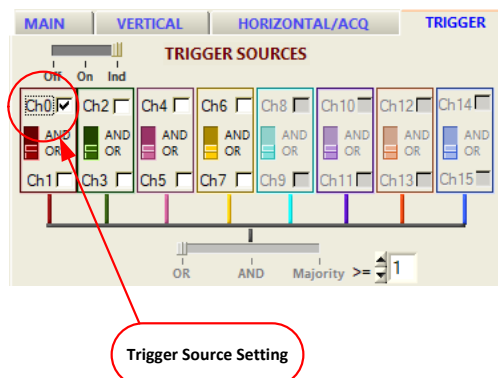 MAIN VERTICAL HORIZONTAL/ACQ TRIGGER
TRIGGER SOURCES
Off On Ind
Ch0 Ch2 Ch4 Ch6 Ch8 Ch10 Ch12 Ch14
AND AND AND AND AND AND AND AND
OR OR OR OR OR OR OR OR
Ch1 Ch3 Ch5 Ch7 Ch9 Ch11 Ch13 Ch15
OR AND Majority >= 1
Trigger Source Setting